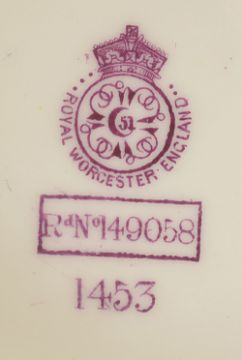 51
ROYAL WORCESTER ENGLAND
Rd No 149058
1453